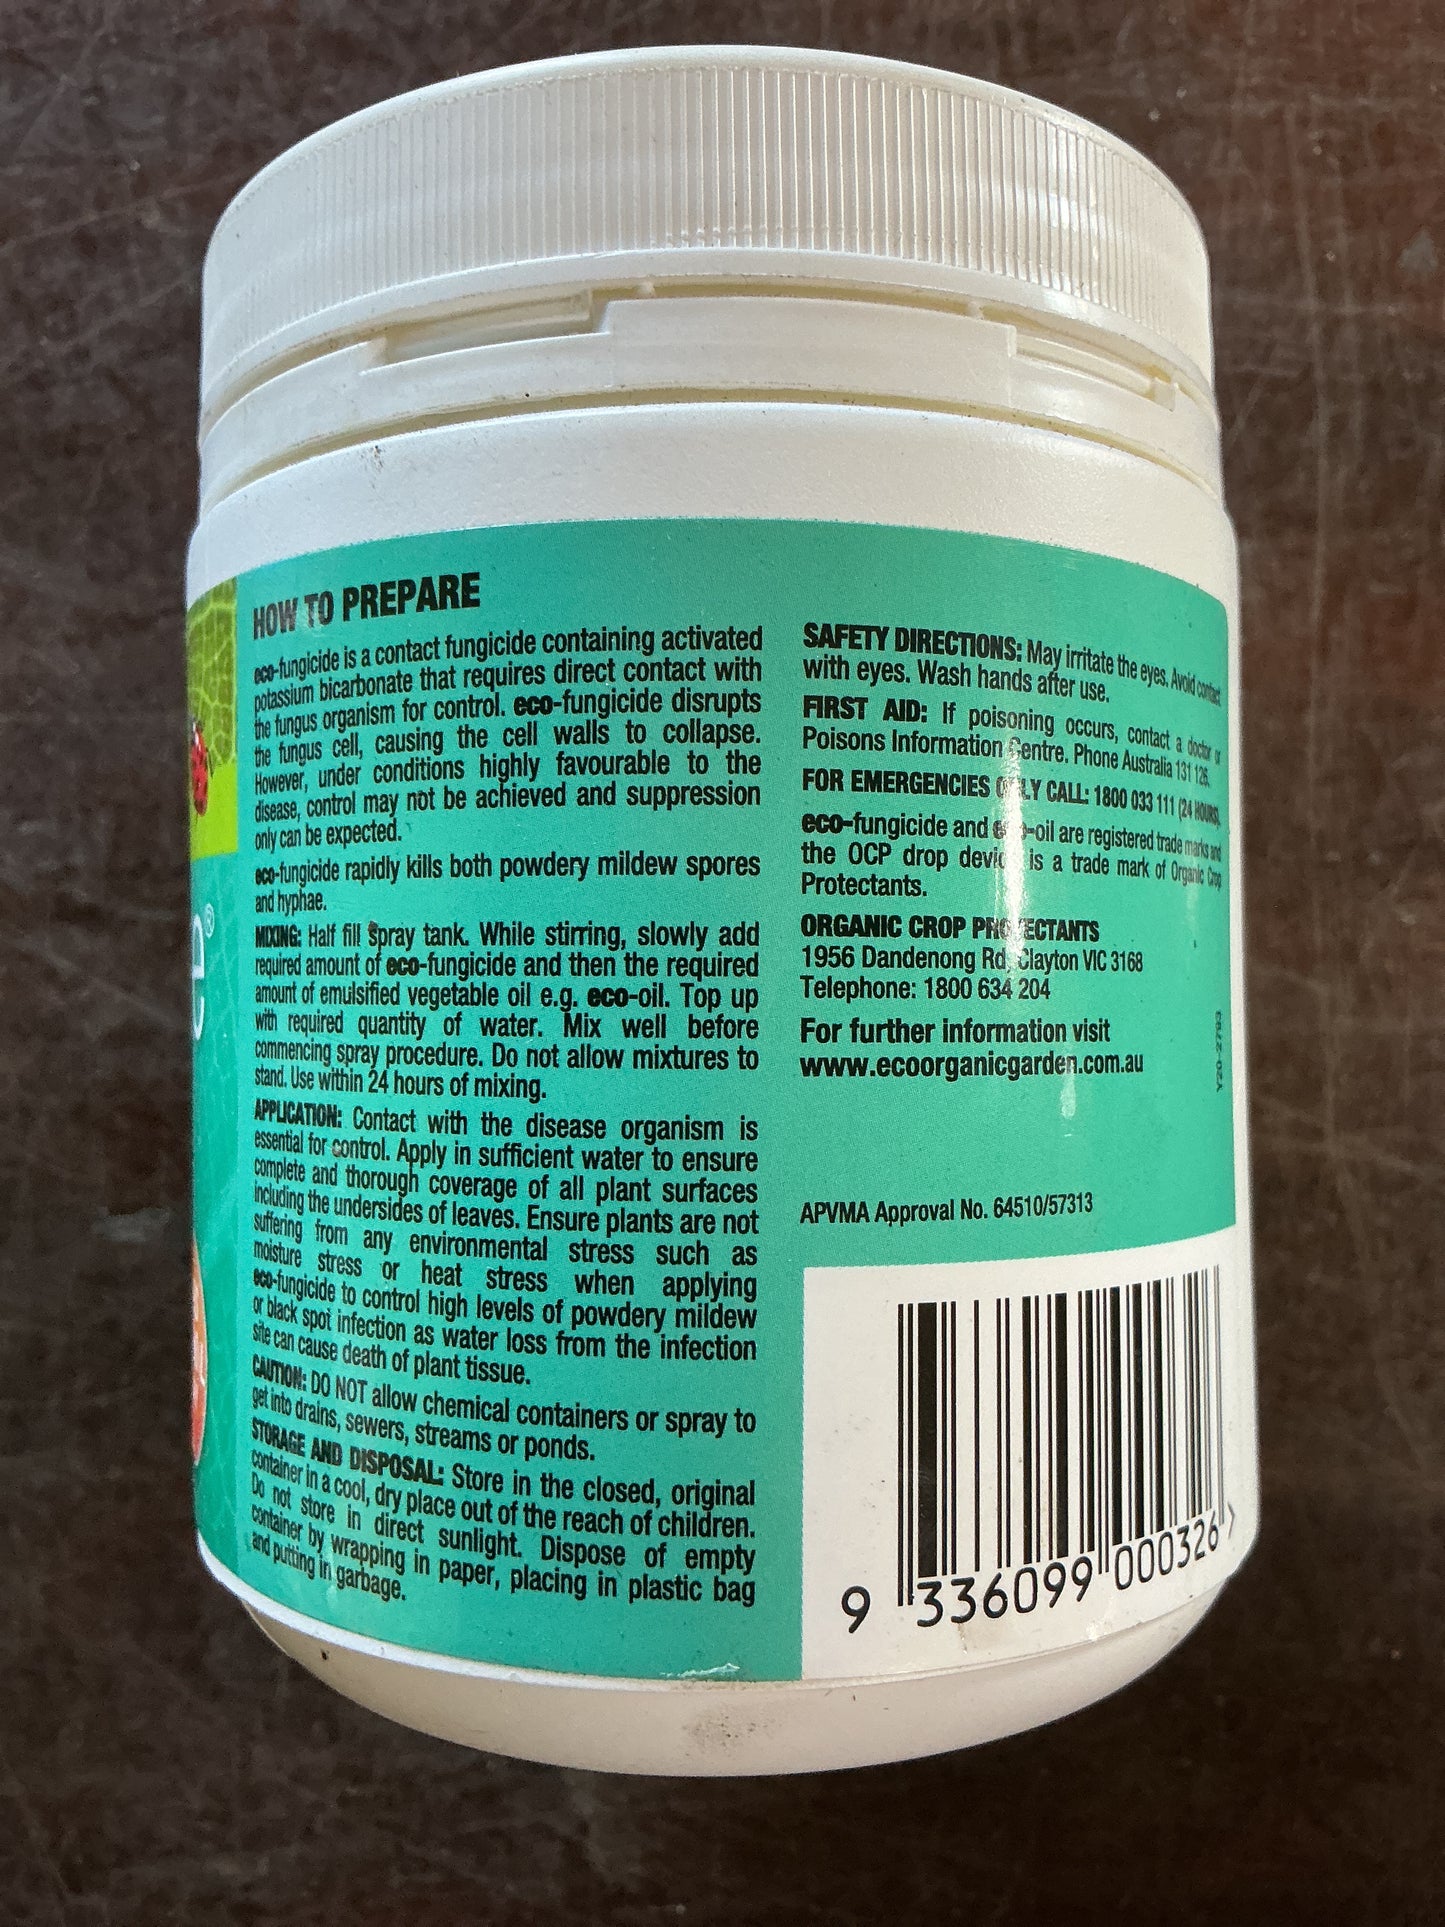 HOW TO PREPARE
eco-fungicide is a contact fungicide containing activated
potassium bicarbonate that requires direct contact with
the fungus organism for control. eco-fungicide disrupts
the fungus cell, causing the cell walls to collapse.
However, under conditions highly favourable to the
disease, control may not be achieved and suppression
only can be expected.
eco-fungicide rapidly kills both powdery mildew spores
and hyphae.
MIXING: Half fill spray tank. While stirring, slowly add
required amount of eco-fungicide and then the required
amount of emulsified vegetable oil e.g. eco-oil. Top up
with required quantity of water. Mix well before
commencing spray procedure. Do not allow mixtures to
stand. Use within 24 hours of mixing.
APPLICATION: Contact with the disease organism is
essential for control. Apply in sufficient water to ensure
complete and thorough coverage of all plant surfaces
including the undersides of leaves. Ensure plants are not
suffering from any environmental stress such as
moisture stress or heat stress when applying
eco-fungicide to control high levels of powdery mildew
or black spot infection as water loss from the infection
site can cause death of plant tissue.
CAUTION: DO NOT allow chemical containers or spray to
get into drains, sewers, streams or ponds.
STORAGE AND DISPOSAL: Store in the closed, original
container in a cool, dry place out of the reach of children.
Do not store in direct sunlight. Dispose of empty
container by wrapping in paper, placing in plastic bag
and putting in garbage.
SAFETY DIRECTIONS: May irritate the eyes. Avoid contact
with eyes. Wash hands after use.
FIRST AID: If poisoning occurs, contact a doctor or
Poisons Information Centre. Phone Australia 131 126.
FOR EMERGENCIES ONLY CALL: 1800 033 111 (24 HOURS).
eco-fungicide and eco-oil are registered trade marks and
the OCP drop device is a trade mark of Organic Crop
Protectants.
ORGANIC CROP PROTECTANTS
1956 Dandenong Rd, Clayton VIC 3168
Telephone: 1800 634 204
For further information visit
www.ecoorganicgarden.com.au
Y20-2793
APVMA Approval No. 64510/57313
9 336099 000326 >
e®